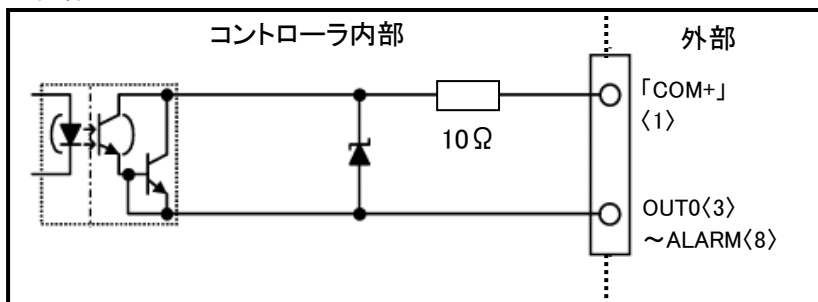 コントローラ内部
外部
「COM+」
〈1〉
10Ω
OUT0〈3〉
～ALARM〈8〉